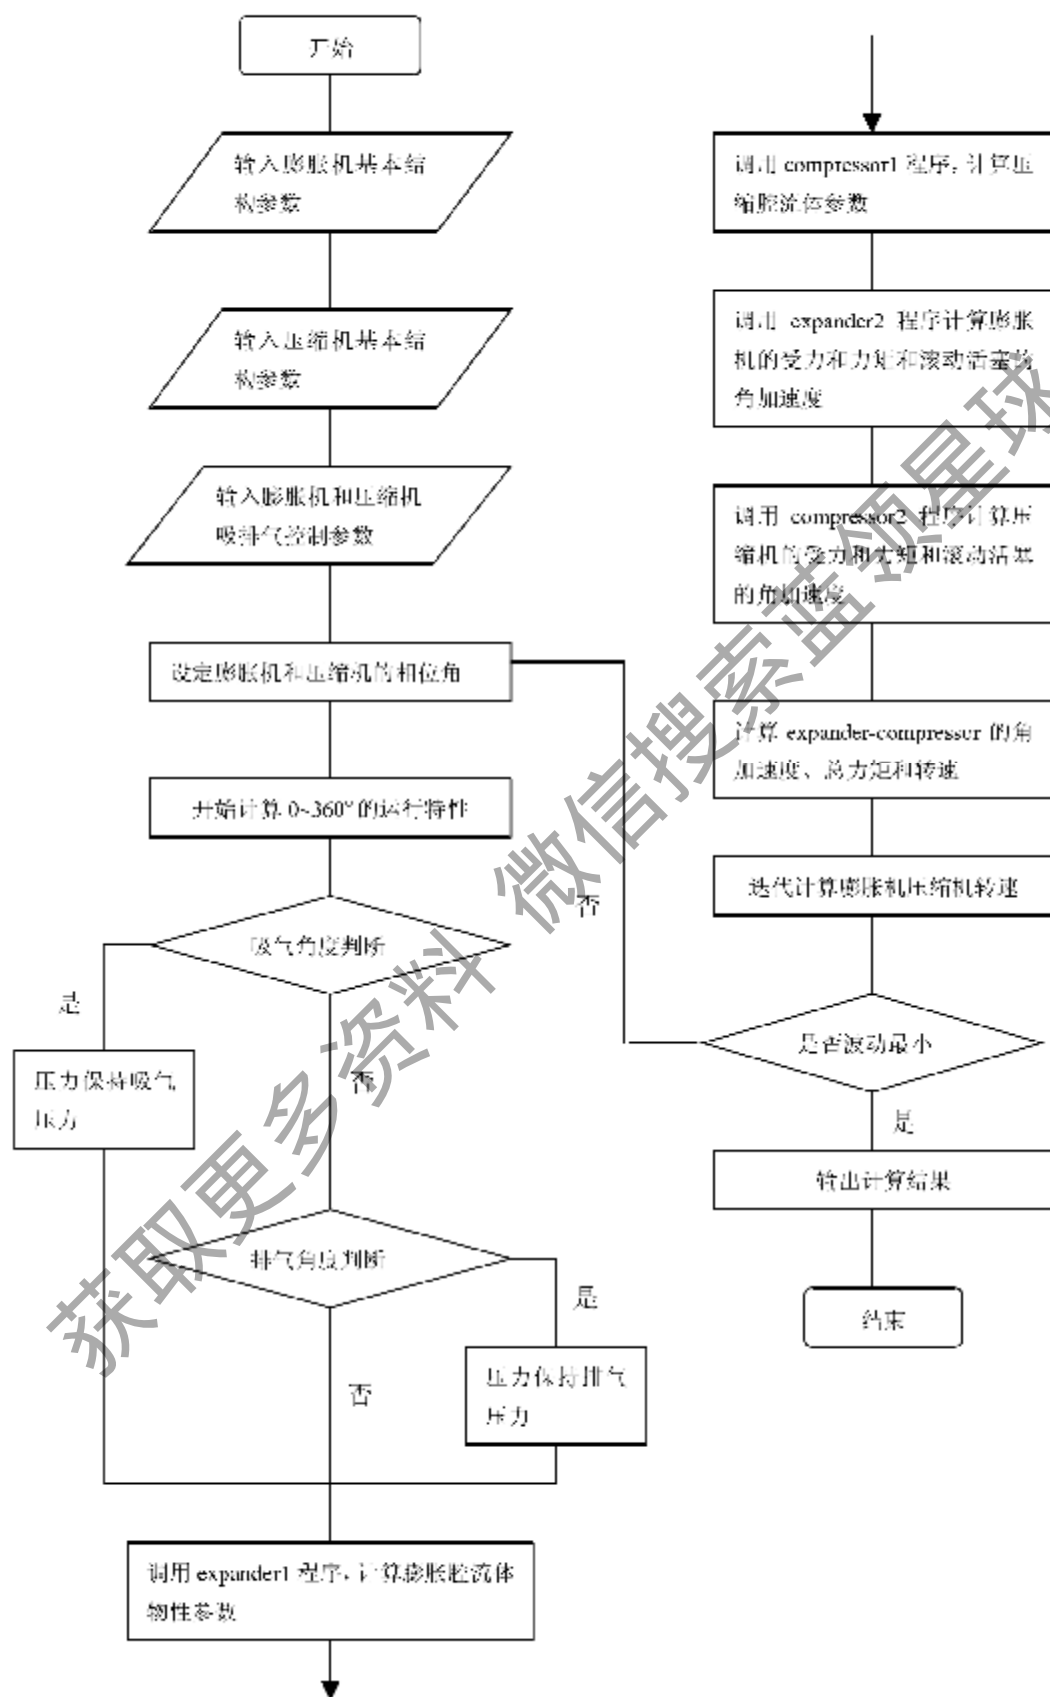 开始
输入膨胀机基本结
构参数
输入压缩机基本结
构参数
输入膨胀机和压缩机
吸排气控制参数
设定膨胀机和压缩机的相位角
开始计算 0~360°的运行特性
吸气角度判断
是
压力保持吸气
压力
否
排气角度判断
是
压力保持排气
压力
否
调用 expander1 程序,计算膨胀腔流体
物性参数
调用 compressor1 程序,计算压
缩腔流体参数
调用 expander2 程序计算膨胀
机的受力和力矩和滚动活塞的
角加速度
调用 compressor2 程序计算压
缩机的受力和力矩和滚动活塞
的角加速度
计算 expander-compressor 的角
加速度、总力矩和转速
迭代计算膨胀机压缩机转速
否
是否波动最小
是
输出计算结果
结束
获取更多资料 微信搜索蓝领星球